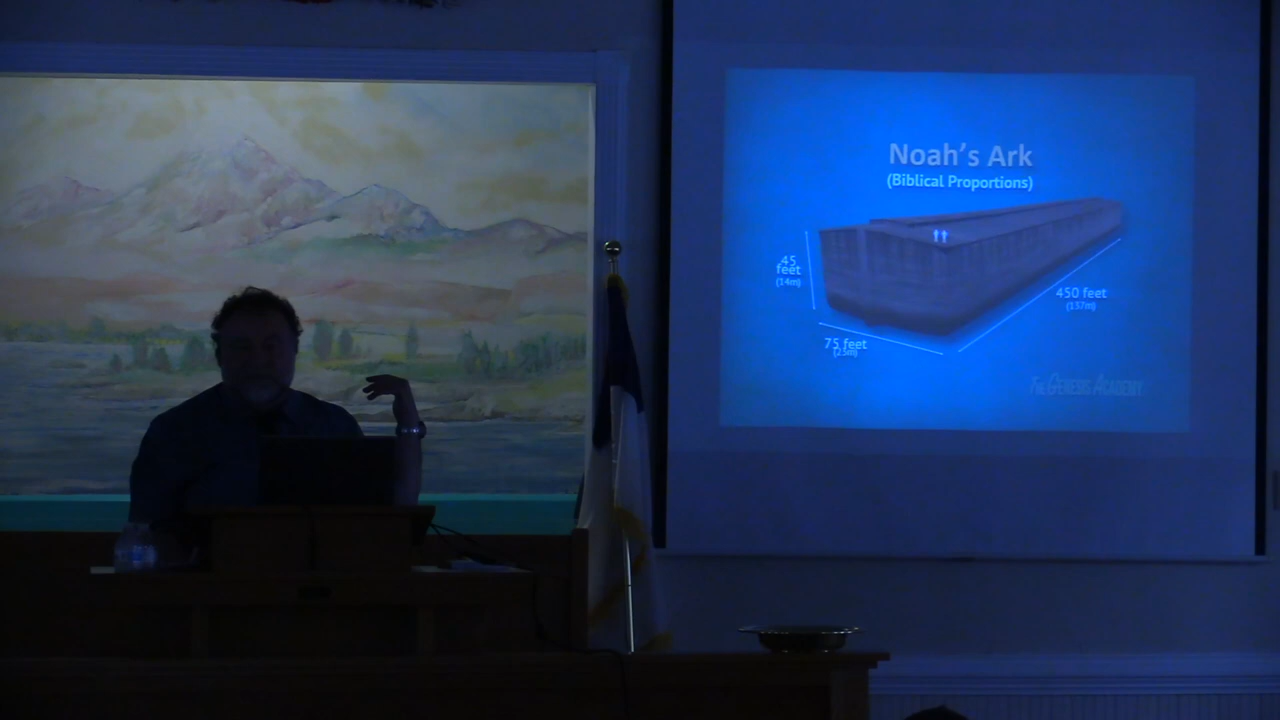 Noah's Ark
(Biblical Proportions)
45
feet
(14m)
450 feet
(137m)
75 feet
(23m)
The Genesis Academy